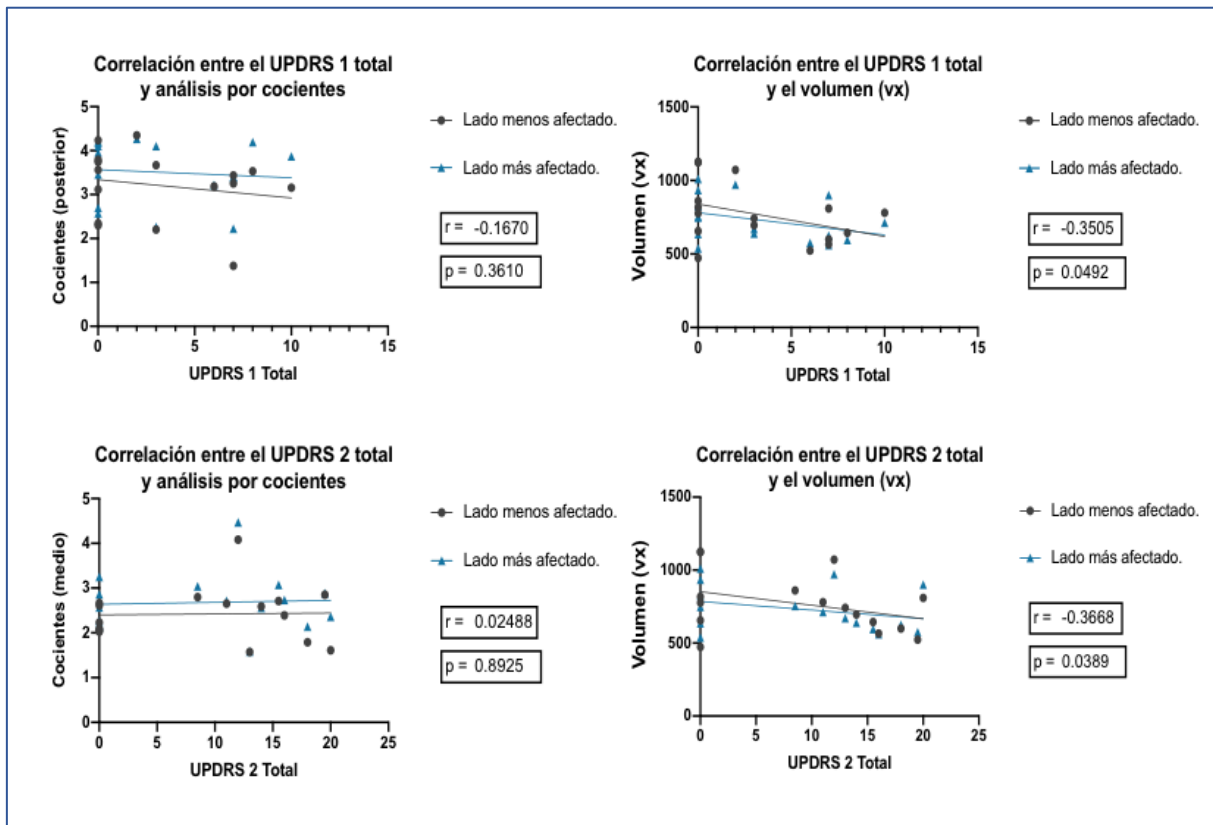 Correlación entre el UPDRS 1 total
y análisis por cocientes
Cocientes (posterior)
5
4
3
2
1
0
0
5
10
15
UPDRS 1 Total
Lado menos afectado.
Lado más afectado.
r = -0.1670
p = 0.3610
Correlación entre el UPDRS 1 total
y el volumen (vx)
Volumen (vx)
1500
1000
500
0
0
5
10
15
UPDRS 1 Total
Lado menos afectado.
Lado más afectado.
r = -0.3505
p = 0.0492
Correlación entre el UPDRS 2 total
y análisis por cocientes
Cocientes (medio)
5
4
3
2
1
0
0
5
10
15
20
25
UPDRS 2 Total
Lado menos afectado.
Lado más afectado.
r = 0.02488
p = 0.8925
Correlación entre el UPDRS 2 total
y el volumen (vx)
Volumen (vx)
1500
1000
500
0
0
5
10
15
20
25
UPDRS 2 Total
Lado menos afectado.
Lado más afectado.
r = -0.3668
p = 0.0389